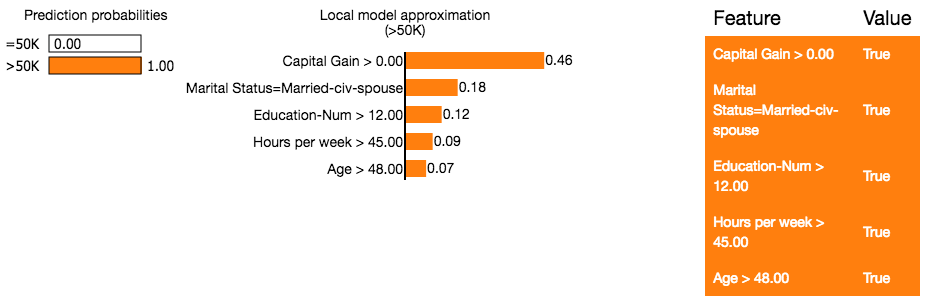 Prediction probabilities
=50K 0.00
>50K 1.00
Local model approximation
(>50K)
Capital Gain > 0.00 0.46
Marital Status=Married-civ-spouse 0.18
Education-Num > 12.00 0.12
Hours per week > 45.00 0.09
Age > 48.00 0.07
Feature Value
Capital Gain > 0.00 True
Marital
Status=Married-civ- True
spouse
Education-Num > True
12.00
Hours per week > True
45.00
Age > 48.00 True